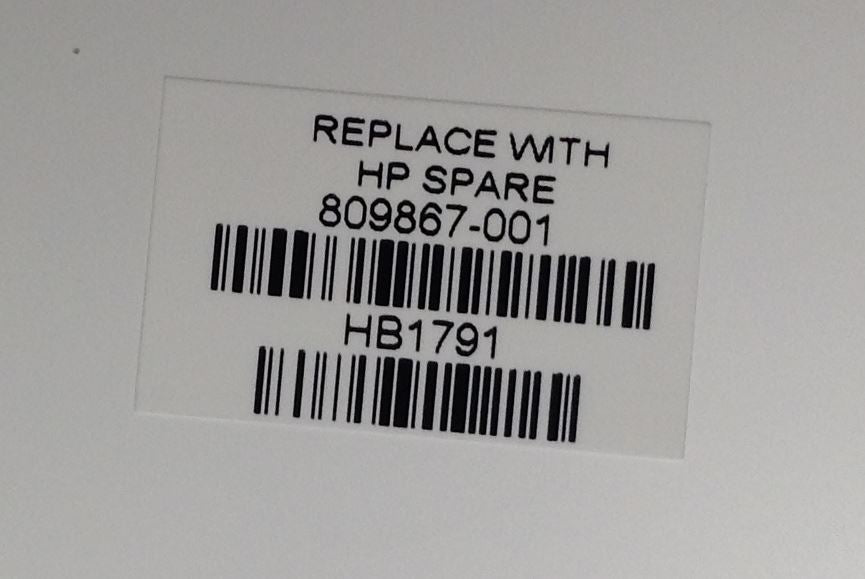 REPLACE WITH
HP SPARE
809867-001
HB1791